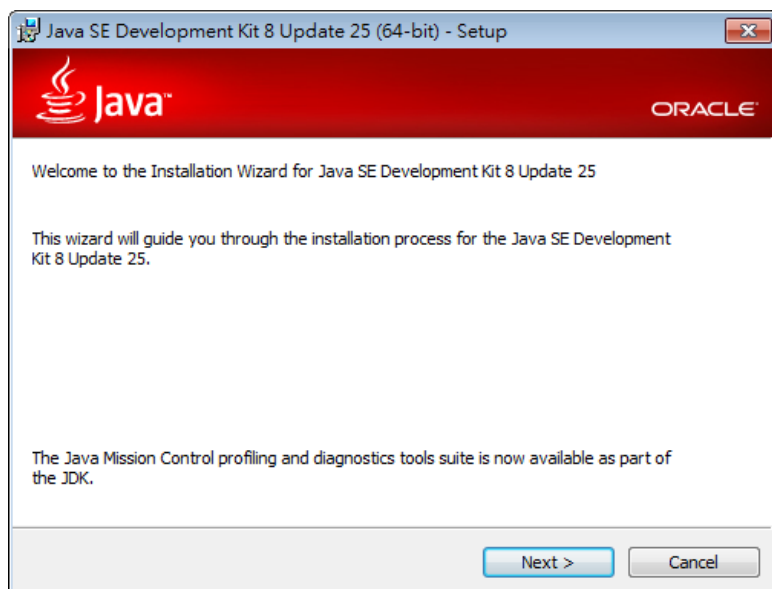 Java SE Development Kit 8 Update 25 (64-bit) - Setup
Java™
ORACLE®
Welcome to the Installation Wizard for Java SE Development Kit 8 Update 25
This wizard will guide you through the installation process for the Java SE Development
Kit 8 Update 25.
The Java Mission Control profiling and diagnostics tools suite is now available as part of
the JDK.
Next >
Cancel